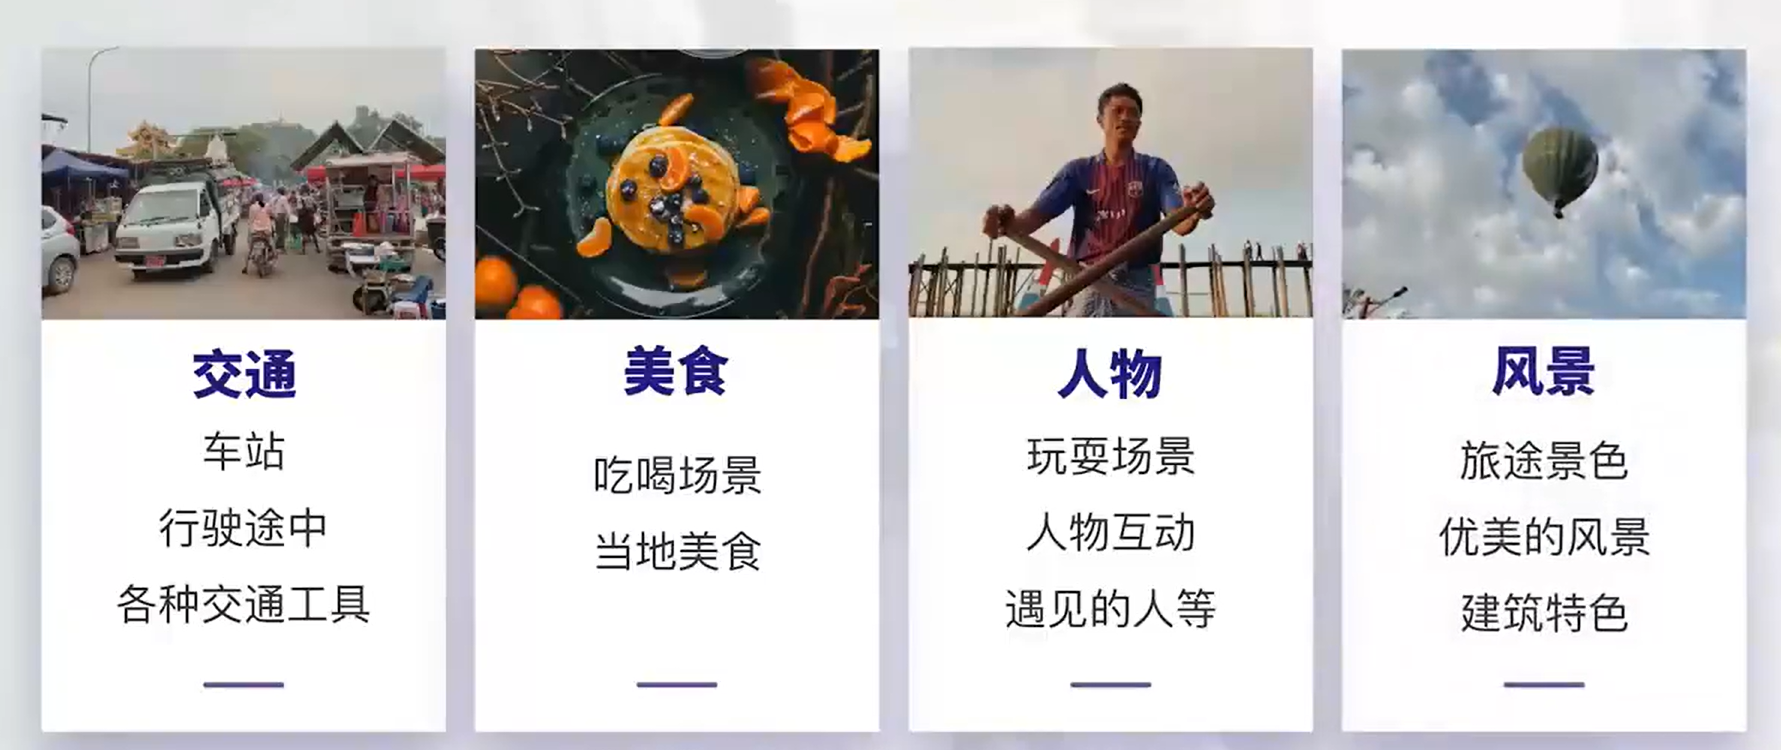 交通
车站
行驶途中
各种交通工具
美食
吃喝场景
当地美食
人物
玩耍场景
人物互动
遇见的人等
风景
旅途景色
优美的风景
建筑特色